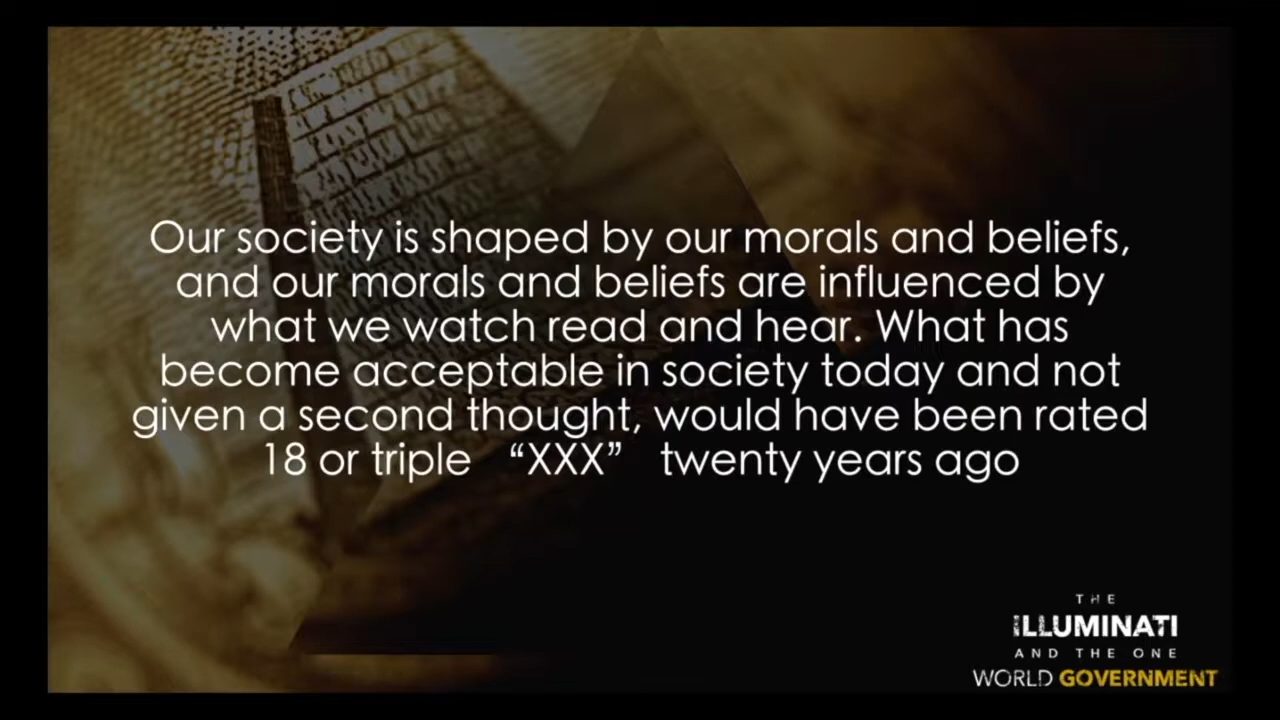 Our society is shaped by our morals and beliefs,
and our morals and beliefs are influenced by
what we watch read and hear. What has
become acceptable in society today and not
given a second thought, would have been rated
18 or triple “XXX” twenty years ago
THE
ILLUMINATI
AND THE ONE
WORLD GOVERNMENT